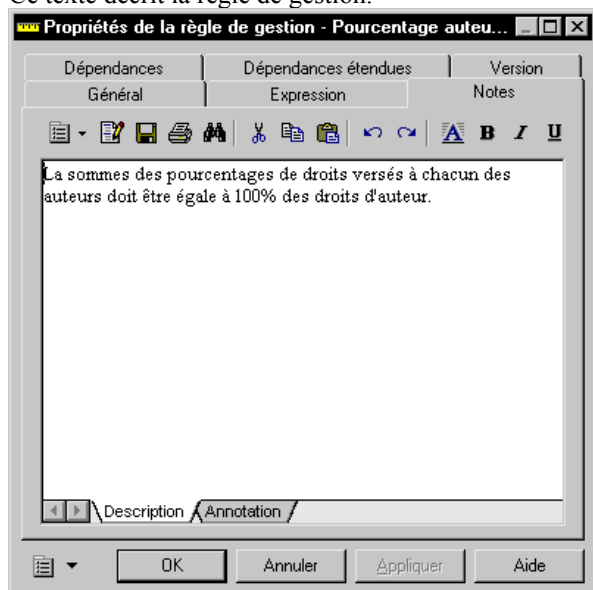 Ce texte décrit la règle de gestion.
Propriétés de la règle de gestion - Pourcentage auteu...
Dépendances Dépendances étendues Version
Général Expression Notes
A B I U
La sommes des pourcentages de droits versés à chacun des
auteurs doit être égale à 100% des droits d'auteur.
Description Annotation
OK Annuler Appliquer Aide